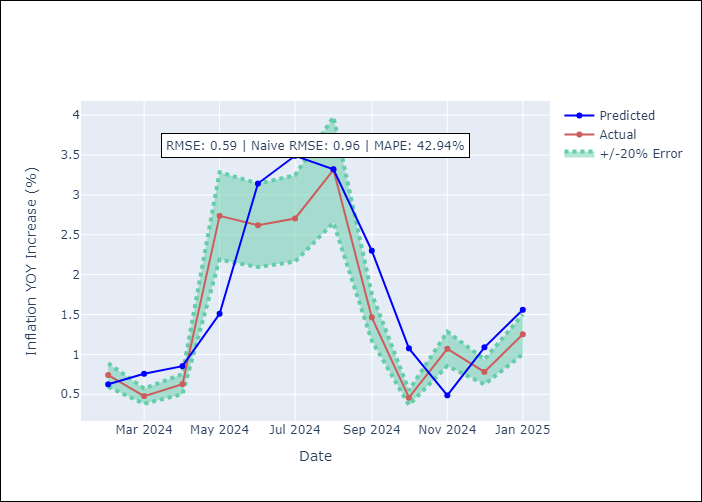 RMSE: 0.59 | Naive RMSE: 0.96 | MAPE: 42.94%
Predicted
Actual
+/-20% Error
Inflation YOY Increase (%)
4
3.5
3
2.5
2
1.5
1
0.5
Mar 2024
May 2024
Jul 2024
Sep 2024
Nov 2024
Jan 2025
Date